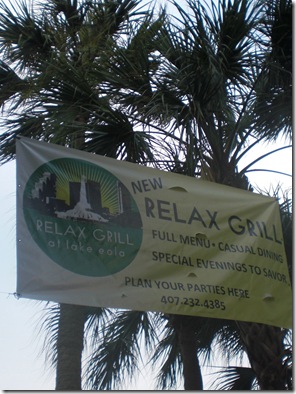 RELAX GRILL
at lake eola
NEW
RELAX GRILL
FULL MENU • CASUAL DINING
SPECIAL EVENINGS TO SAVOR
PLAN YOUR PARTIES HERE
407.232.4385